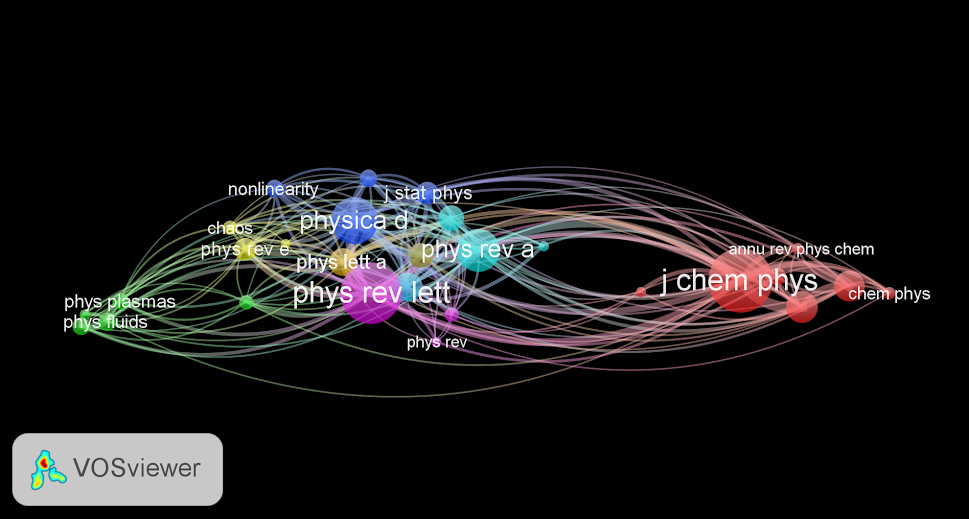 nonlinearity
j stat phys
physica d
chaos
phys rev e
phys rev a
annu rev phys chem
phys lett a
j chem phys
phys rev lett
chem phys
phys plasmas
phys fluids
phys rev
VOSviewer